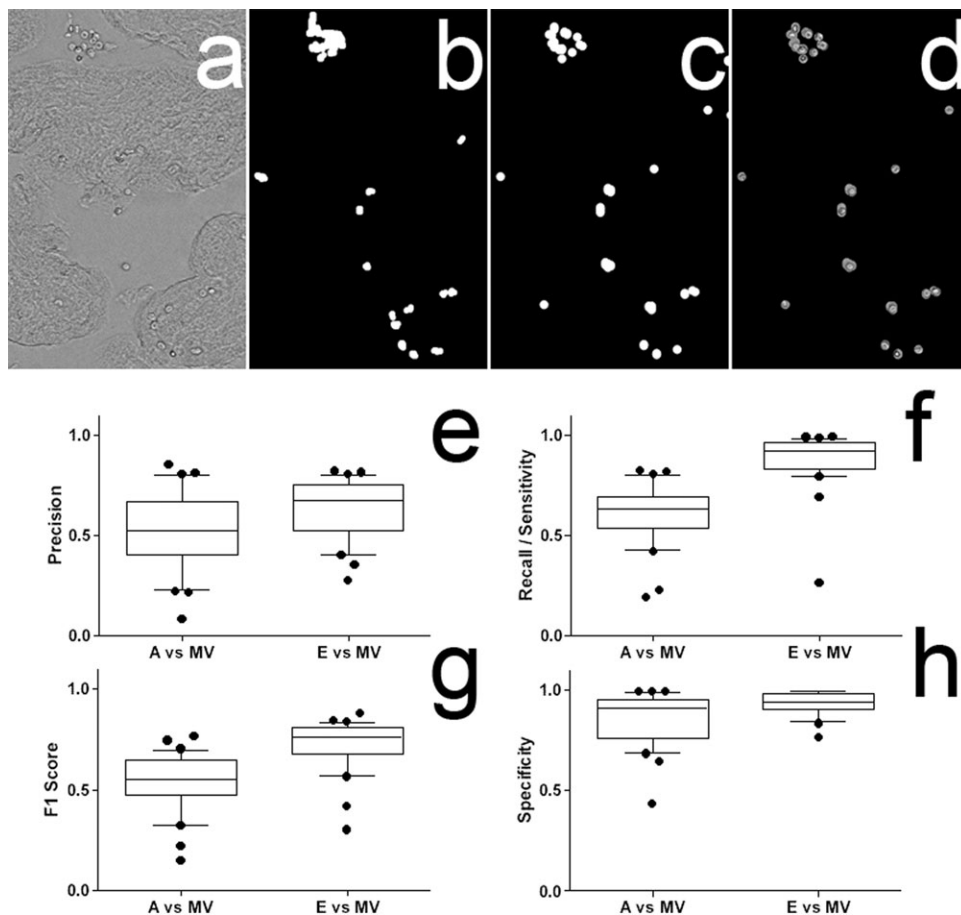 a b c d
e
f
1.0
0.5
0.0
Precision
A vs MV
E vs MV
1.0
0.5
0.0
Recall / Sensitivity
A vs MV
E vs MV
g
h
1.0
0.5
0.0
F1 Score
A vs MV
E vs MV
1.0
0.5
0.0
Specificity
A vs MV
E vs MV